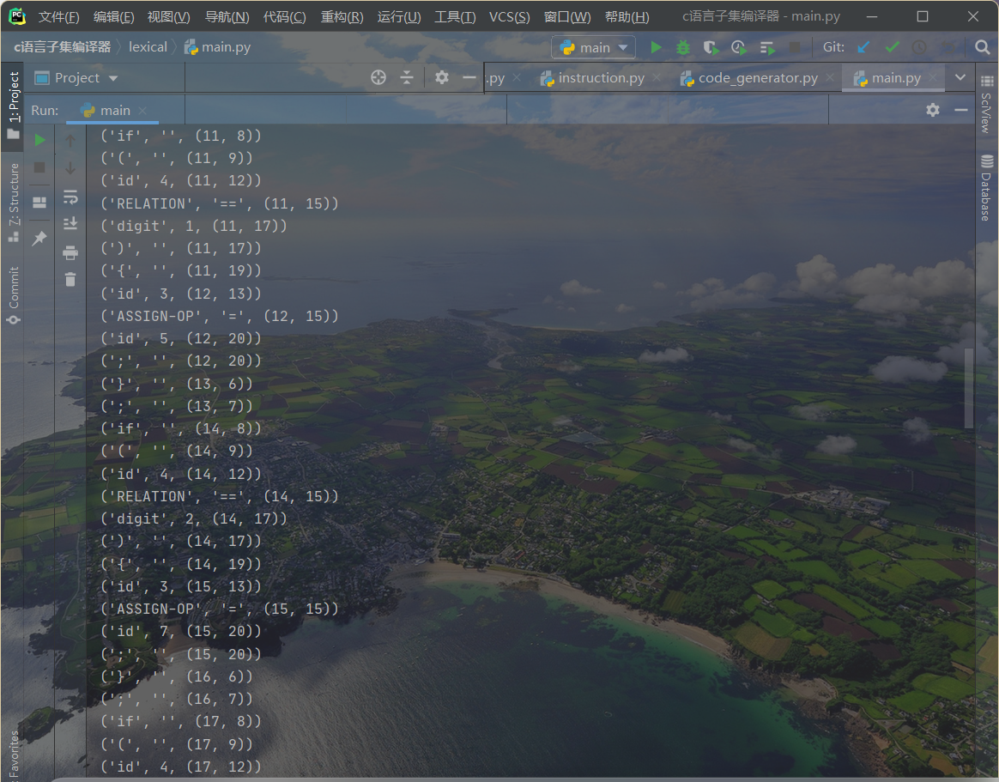 PC 文件(F) 编辑(E) 视图(V) 导航(N) 代码(C) 重构(R) 运行(U) 工具(T) VCS(S) 窗口(W) 帮助(H) c语言子集编译器 - main.py
c语言子集编译器 lexical main.py main Git:
1: Project
Project .py instruction.py code_generator.py main.py
Run: main
Z: Structure
Commit
Favorites
SciView
Database
('if', '', (11, 8))
('(', '', (11, 9))
('id', 4, (11, 12))
('RELATION', '==', (11, 15))
('digit', 1, (11, 17))
(')', '', (11, 17))
('{', '', (11, 19))
('id', 3, (12, 13))
('ASSIGN-OP', '=', (12, 15))
('id', 5, (12, 20))
(';', '', (12, 20))
('}', '', (13, 6))
(';', '', (13, 7))
('if', '', (14, 8))
('(', '', (14, 9))
('id', 4, (14, 12))
('RELATION', '==', (14, 15))
('digit', 2, (14, 17))
(')', '', (14, 17))
('{', '', (14, 19))
('id', 3, (15, 13))
('ASSIGN-OP', '=', (15, 15))
('id', 7, (15, 20))
(';', '', (15, 20))
('}', '', (16, 6))
(';', '', (16, 7))
('if', '', (17, 8))
('(', '', (17, 9))
('id', 4, (17, 12))